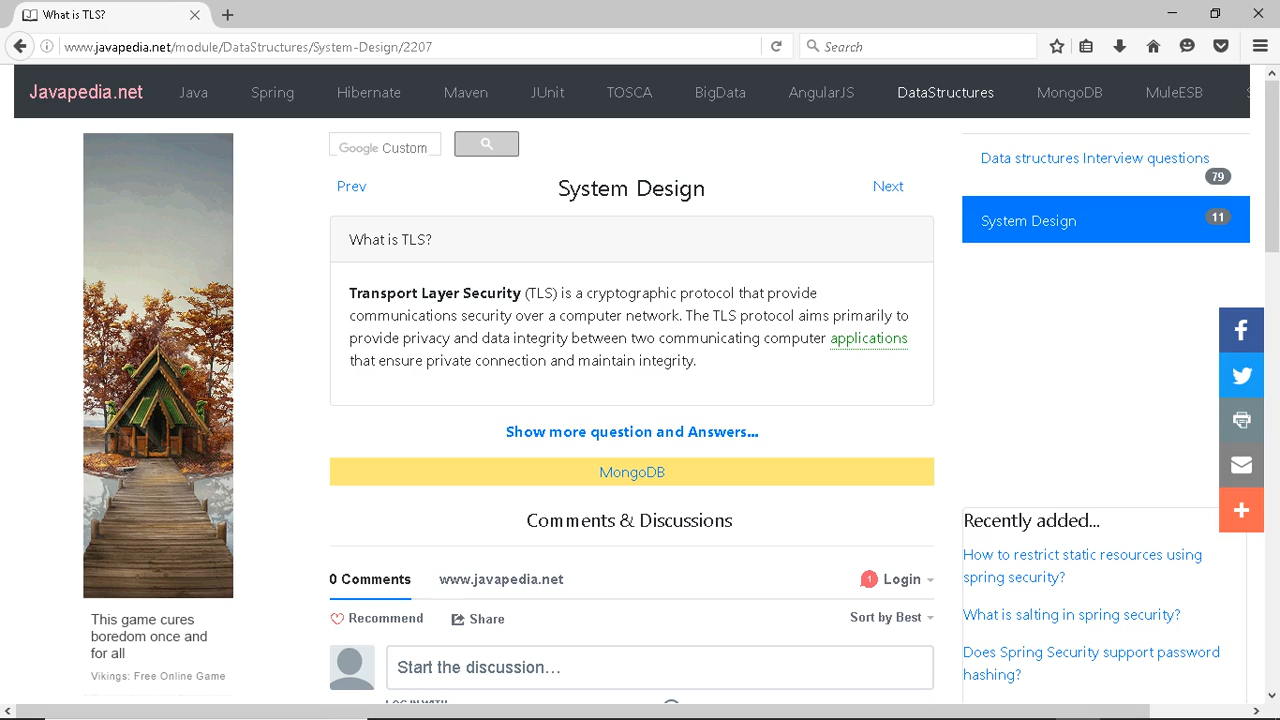 What is TLS?
www.javapedia.net/module/DataStructures/System-Design/2207
Search
Javapedia.net
Java
Spring
Hibernate
Maven
JUnit
TOSCA
BigData
AngularJS
DataStructures
MongoDB
MuleESB
Google Custom
Prev
System Design
Next
What is TLS?
Transport Layer Security (TLS) is a cryptographic protocol that provide
communications security over a computer network. The TLS protocol aims primarily to
provide privacy and data integrity between two communicating computer applications
that ensure private connection and maintain integrity.
Show more question and Answers...
MongoDB
Comments & Discussions
0 Comments
www.javapedia.net
1
Login
Recommend
Share
Sort by Best
Start the discussion…
LOG IN WITH
Data structures Interview questions
79
System Design
11
Recently added...
How to restrict static resources using
spring security?
What is salting in spring security?
Does Spring Security support password
hashing?
This game cures
boredom once and
for all
Vikings: Free Online Game